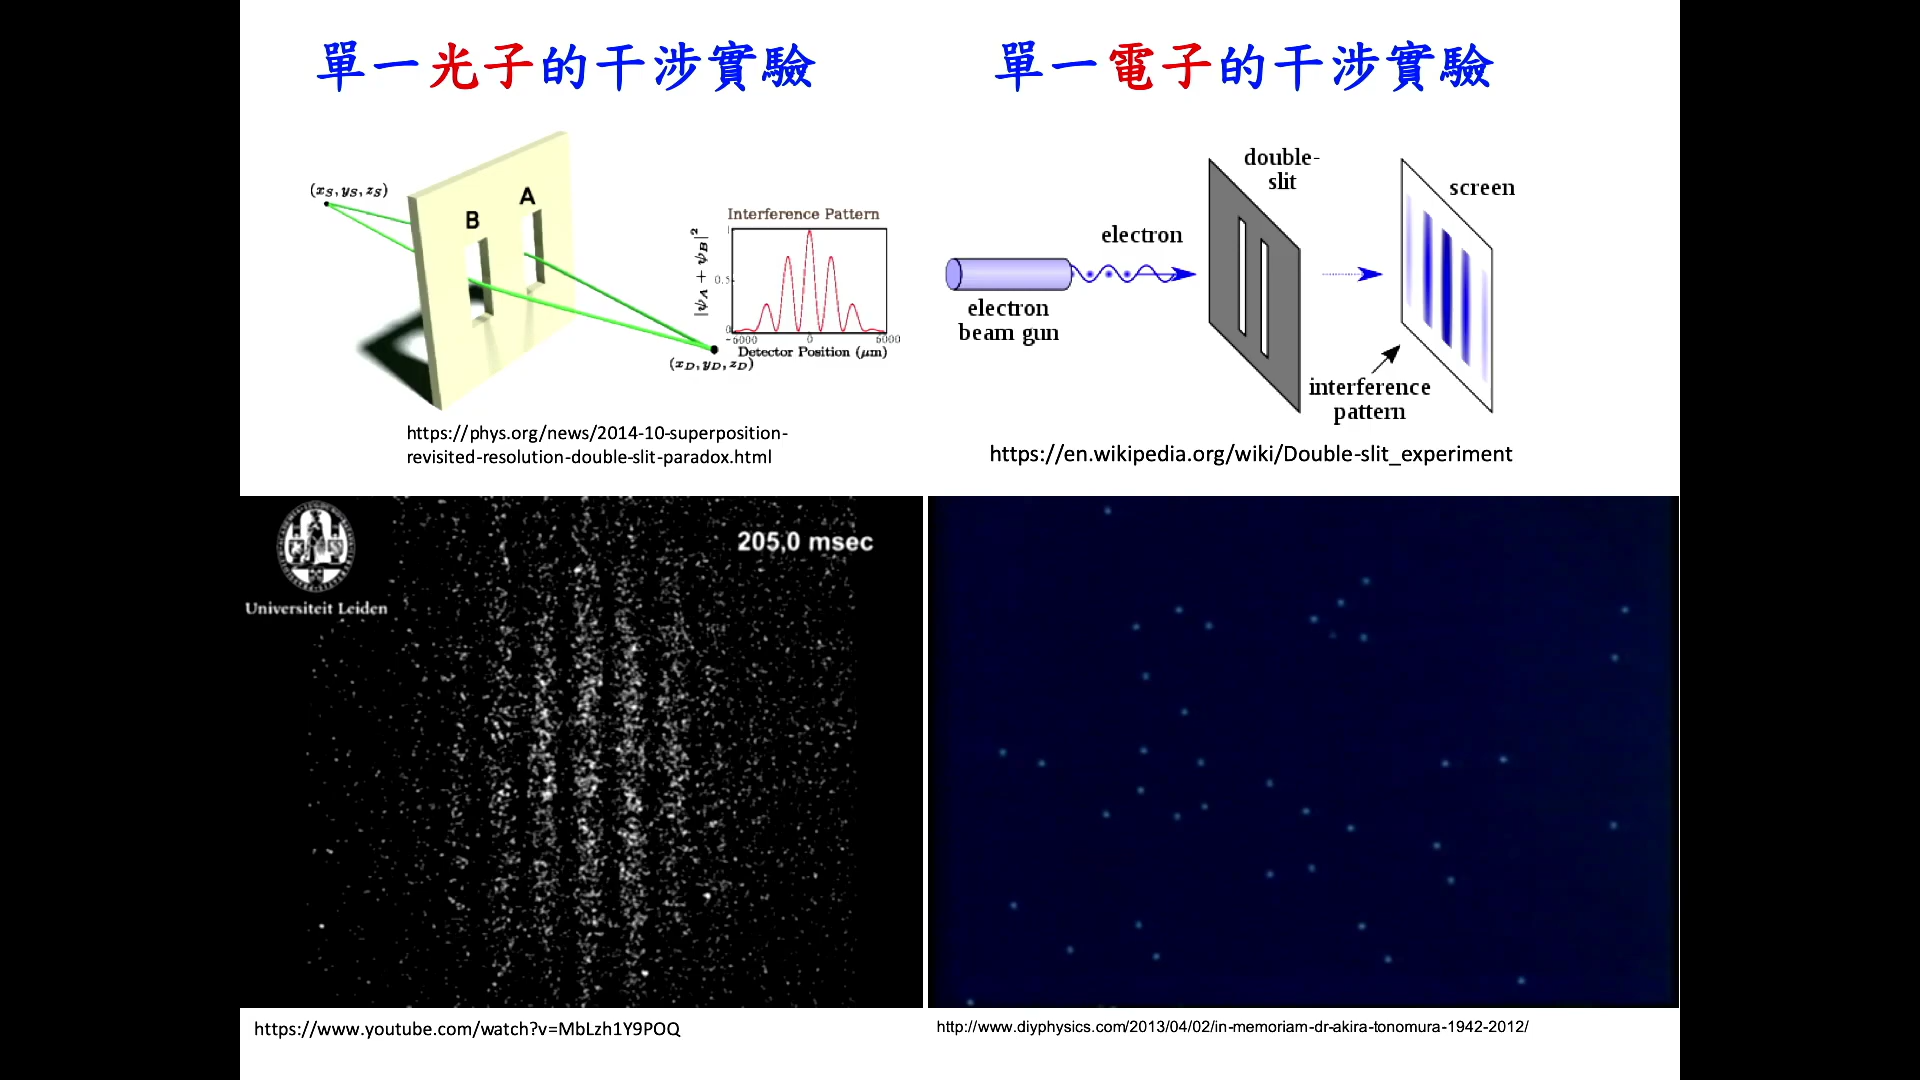 單一光子的干涉實驗
(xS, yS, zS)
B
A
Interference Pattern
|ψA + ψB|²
1
0.5
0
-5000
0
5000
Detector Position (μm)
(xD, yD, zD)
https://phys.org/news/2014-10-superposition-
revisited-resolution-double-slit-paradox.html
單一電子的干涉實驗
double-
slit
screen
electron
electron
beam gun
interference
pattern
https://en.wikipedia.org/wiki/Double-slit_experiment
205,0 msec
Universiteit Leiden
https://www.youtube.com/watch?v=MbLzh1Y9POQ
http://www.diyphysics.com/2013/04/02/in-memoriam-dr-akira-tonomura-1942-2012/